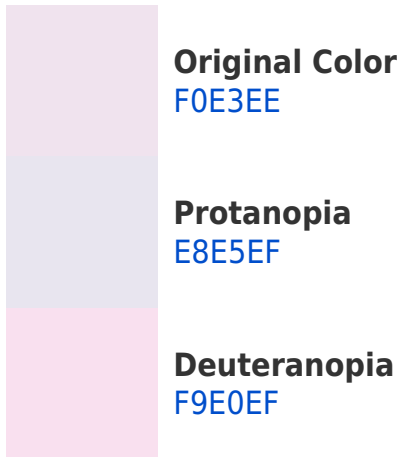 Original Color
F0E3EE
Protanopia
E8E5EF
Deuteranopia
F9E0EF